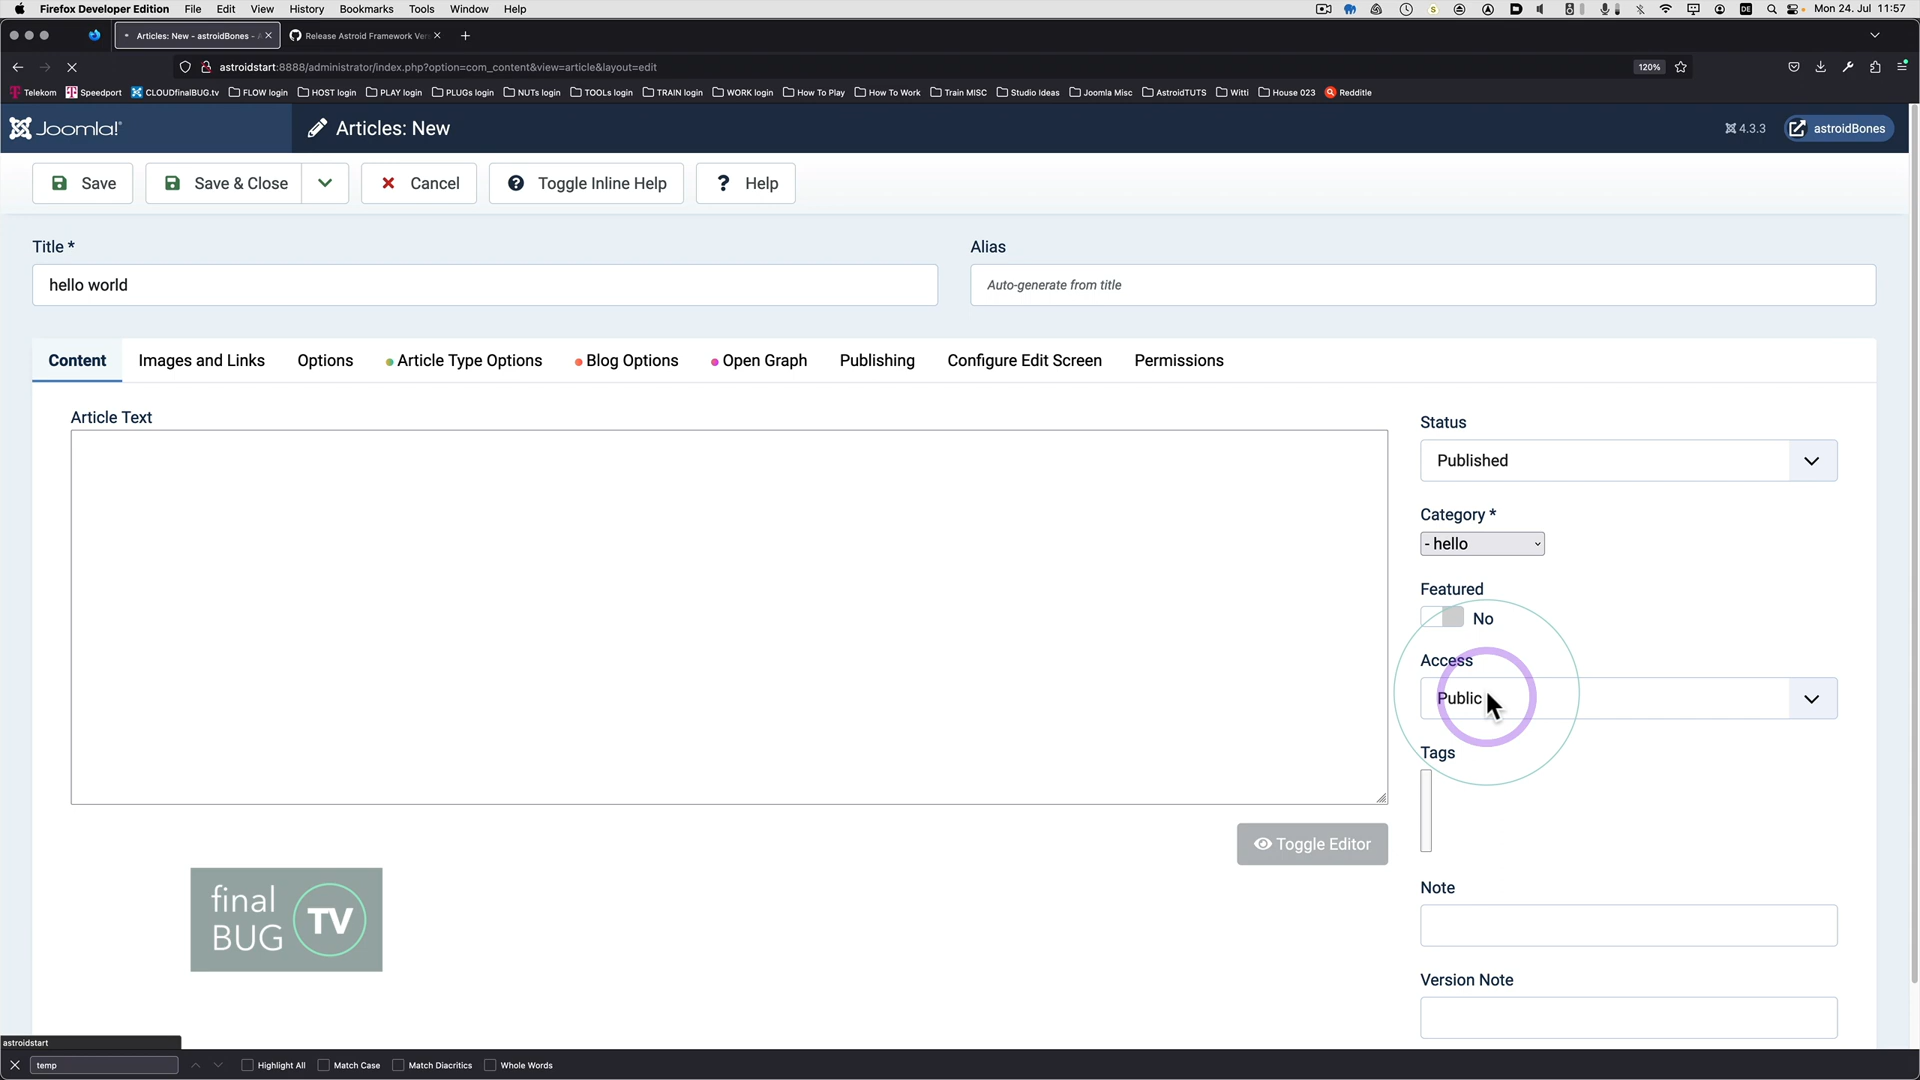 Firefox Developer Edition File Edit View History Bookmarks Tools Window Help
Mon 24. Jul 11:57
Articles: New - astroidBones -
Release Astroid Framework Ver
astroidstart:8888/administrator/index.php?option=com_content&view=article&layout=edit
120%
Telekom Speedport CLOUDfinalBUG.tv FLOW login HOST login PLAY login PLUGs login NUTs login TOOLs login TRAIN login WORK login How To Play How To Work Train MISC Studio Ideas Joomla Misc AstroidTUTS Witti House 023 Redditle
Joomla!®
Articles: New
4.3.3
astroidBones
Save
Save & Close
Cancel
Toggle Inline Help
? Help
Title *
Alias
hello world
Auto-generate from title
Content Images and Links Options Article Type Options Blog Options Open Graph Publishing Configure Edit Screen Permissions
Article Text
Status
Published
Category *
- hello
Featured
No
Access
Public
Tags
Toggle Editor
Note
Version Note
final
BUG
TV
astroidstart
temp
Highlight All
Match Case
Match Diacritics
Whole Words